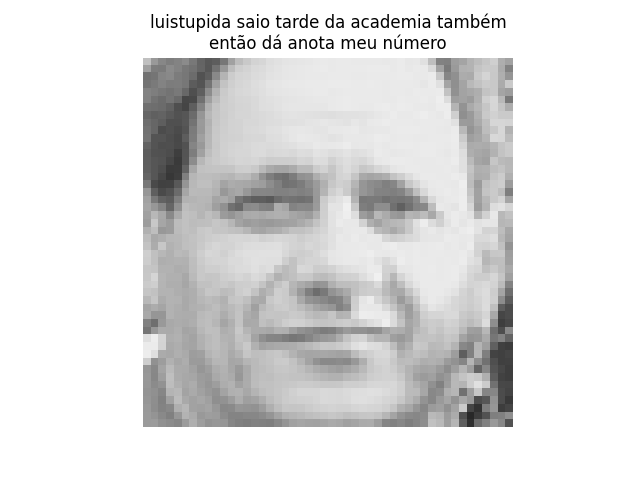 luistupida saio tarde da academia também
então dá anota meu número